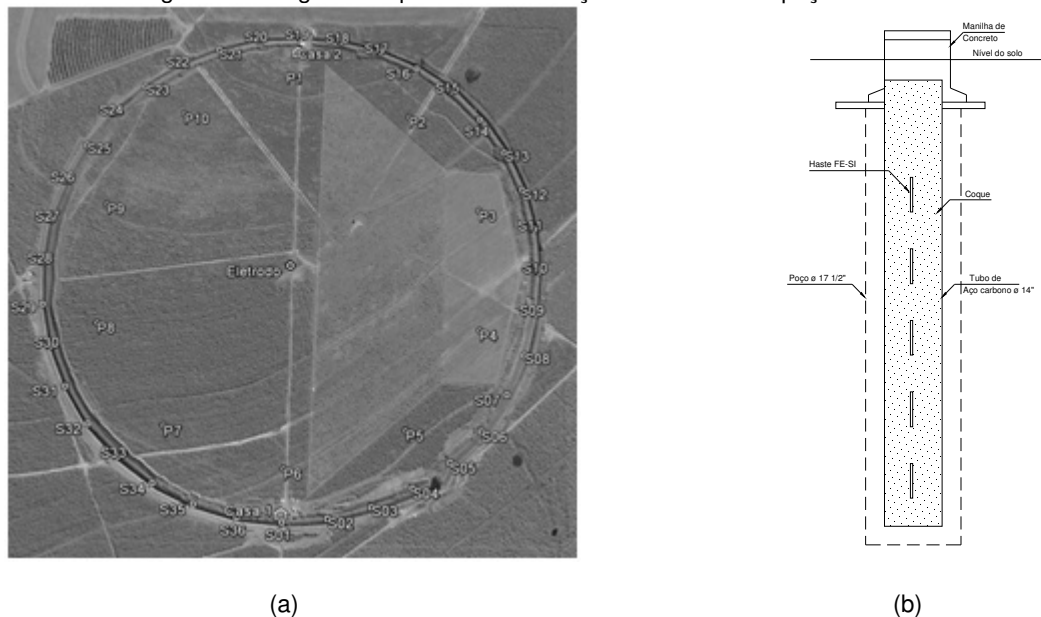 S20
S19
S18
S21
Casa 2
S17
S22
S16
P1
S23
S15
S24
P10
P2
S14
S25
S13
S26
S12
P9
P3
S27
S11
S28
Eletrodo
S10
S29
S09
P8
P4
S30
S08
S31
S07
S32
P7
P5
S06
S33
S05
P6
S34
S04
S35
Casa 1
S03
S36
S02
S01
(a)
Manilha de
Concreto
Nível do solo
Haste FE-SI
Coque
Poço ø 17 1/2"
Tubo de
Aço carbono ø 14"
(b)